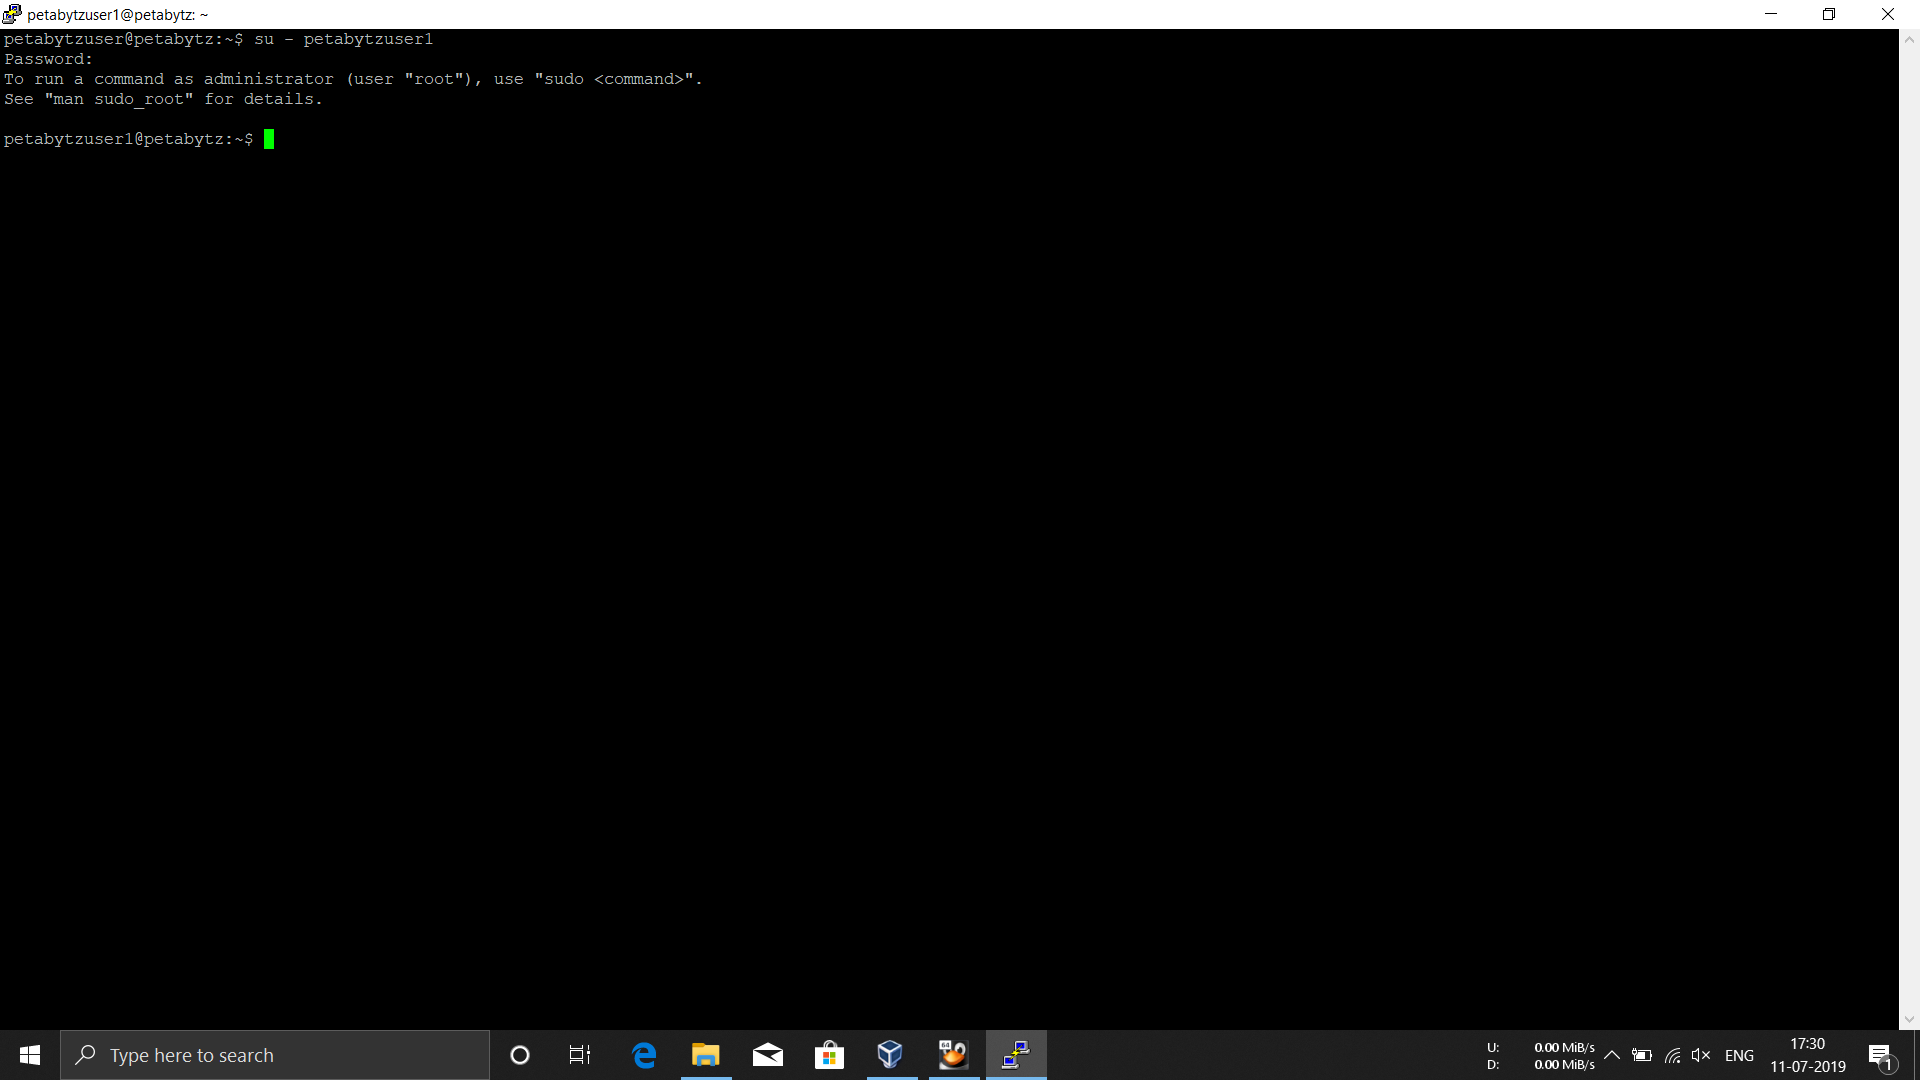 petabytzuser1@petabytz: ~
petabytzuser@petabytz:~$ su - petabytzuser1
Password:
To run a command as administrator (user "root"), use "sudo <command>".
See "man sudo_root" for details.
petabytzuser1@petabytz:~$
Type here to search
64
U: 0.00 MiB/s
D: 0.00 MiB/s
ENG
17:30
11-07-2019
1